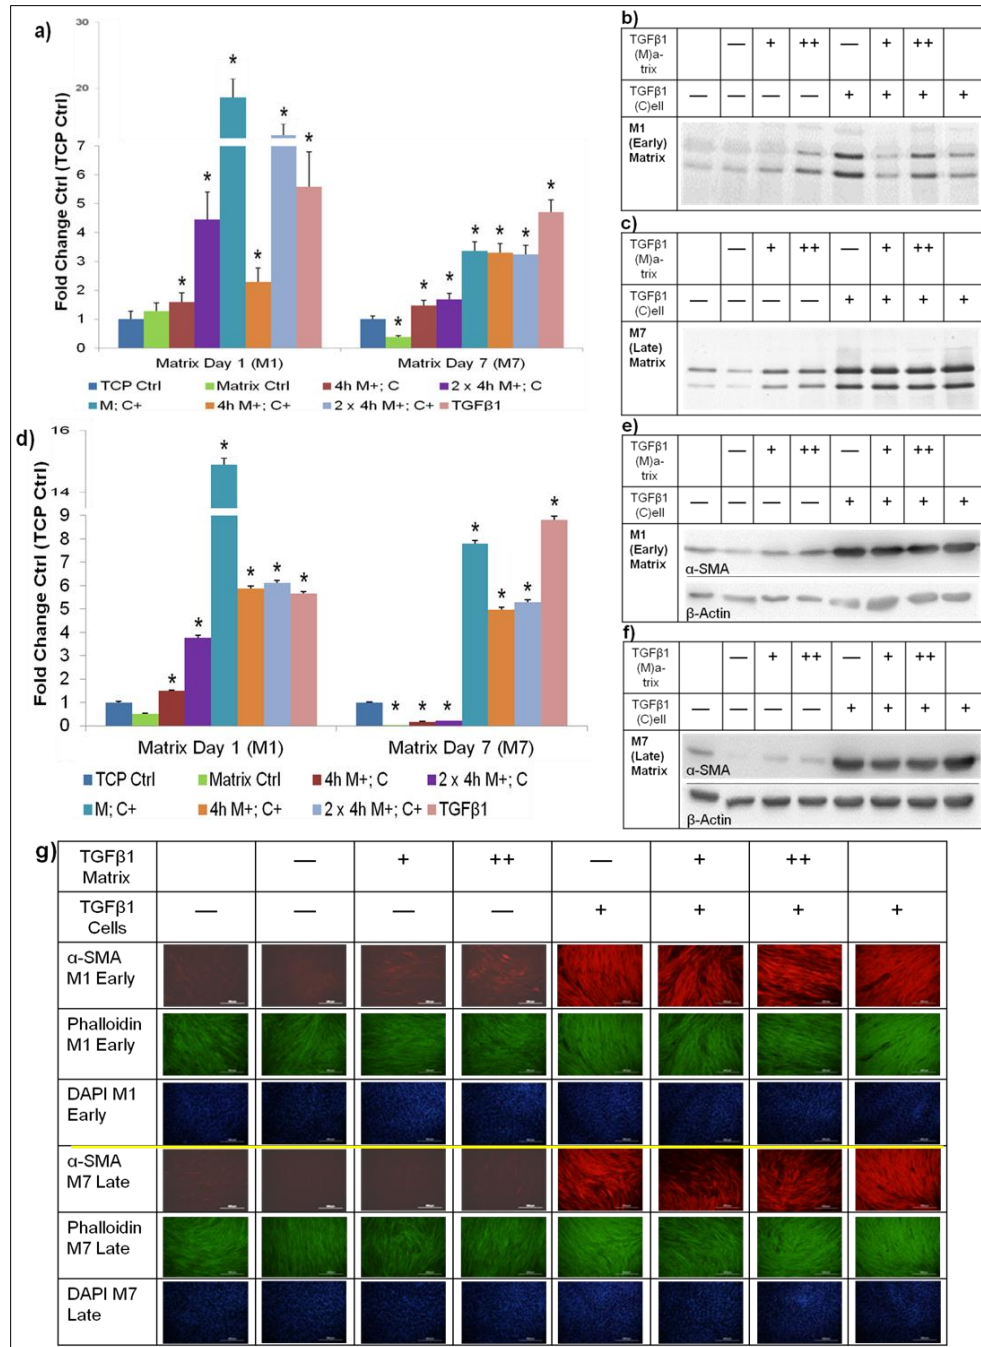 a)
Fold Change Ctrl (TCP Ctrl)
30
20
10
7
6
5
4
3
2
1
0
* * * * * *
* * * * * * *
Matrix Day 1 (M1) Matrix Day 7 (M7)
TCP Ctrl Matrix Ctrl 4h M+; C 2 x 4h M+; C
M; C+ 4h M+; C+ 2 x 4h M+; C+ TGFβ1
b)
TGFβ1
(M)a-
trix
— + ++ — + ++
TGFβ1
(C)ell
— — — — + + + +
M1
(Early)
Matrix
c)
TGFβ1
(M)a-
trix
— + ++ — + ++
TGFβ1
(C)ell
— — — — + + + +
M7
(Late)
Matrix
d)
Fold Change Ctrl (TCP Ctrl)
16
14
9
8
7
6
5
4
3
2
1
0
* * * * * *
* * * * * * *
Matrix Day 1 (M1) Matrix Day 7 (M7)
TCP Ctrl Matrix Ctrl 4h M+; C 2 x 4h M+; C
M; C+ 4h M+; C+ 2 x 4h M+; C+ TGFβ1
e)
TGFβ1
(M)a-
trix
— + ++ — + ++
TGFβ1
(C)ell
— — — — + + + +
M1
(Early)
Matrix
α-SMA
β-Actin
f)
TGFβ1
(M)a-
trix
— + ++ — + ++
TGFβ1
(C)ell
— — — — + + + +
M7
(Late)
Matrix
α-SMA
β-Actin
g)
TGFβ1
Matrix
— + ++ — + ++
TGFβ1
Cells
— — — — + + + +
α-SMA
M1 Early
Phalloidin
M1 Early
DAPI M1
Early
α-SMA
M7 Late
Phalloidin
M7 Late
DAPI M7
Late